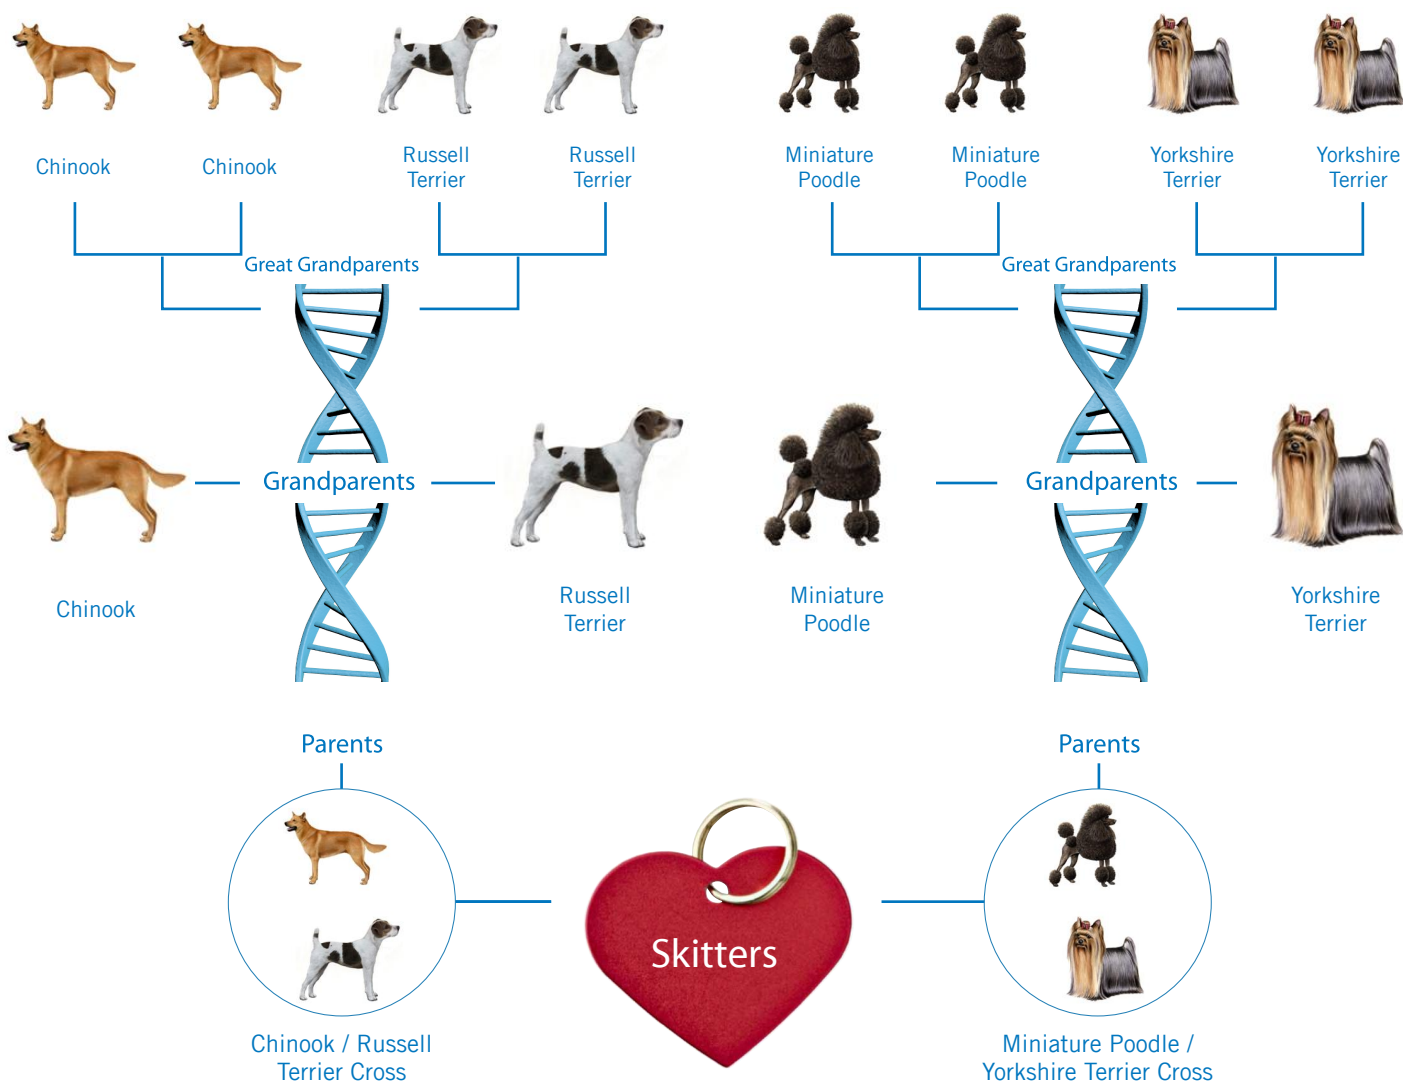 Chinook
Chinook
Russell
Terrier
Russell
Terrier
Miniature
Poodle
Miniature
Poodle
Yorkshire
Terrier
Yorkshire
Terrier
Great Grandparents
Great Grandparents
Grandparents
Grandparents
Chinook
Russell
Terrier
Miniature
Poodle
Yorkshire
Terrier
Parents
Parents
Skitters
Chinook / Russell
Terrier Cross
Miniature Poodle /
Yorkshire Terrier Cross